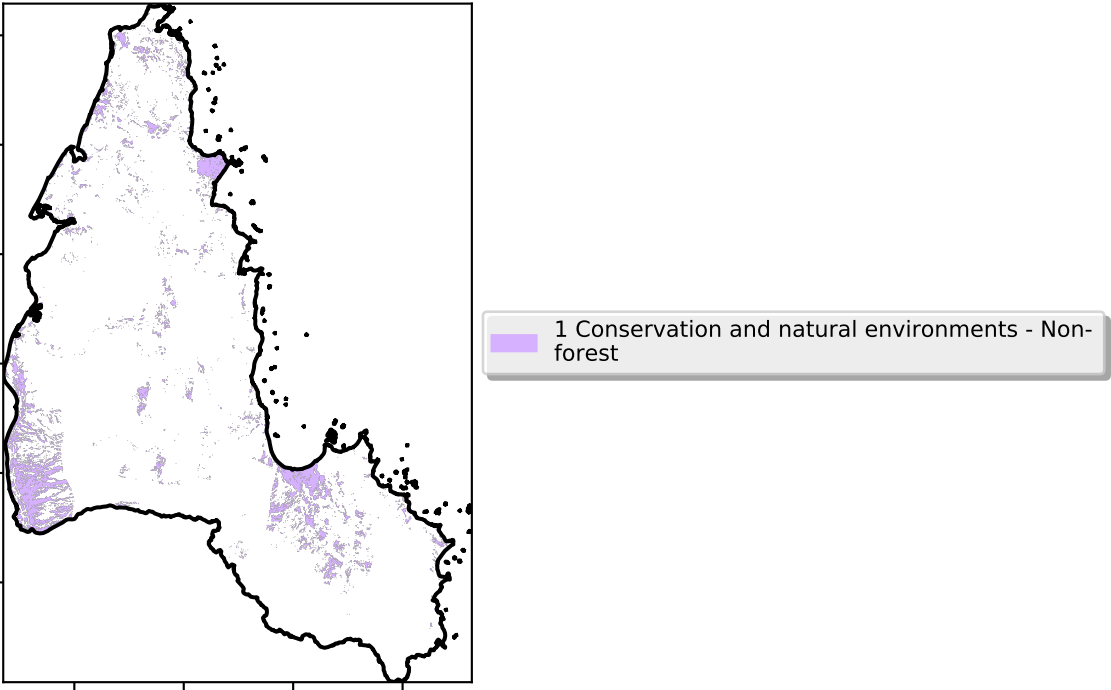 1 Conservation and natural environments - Non-
forest